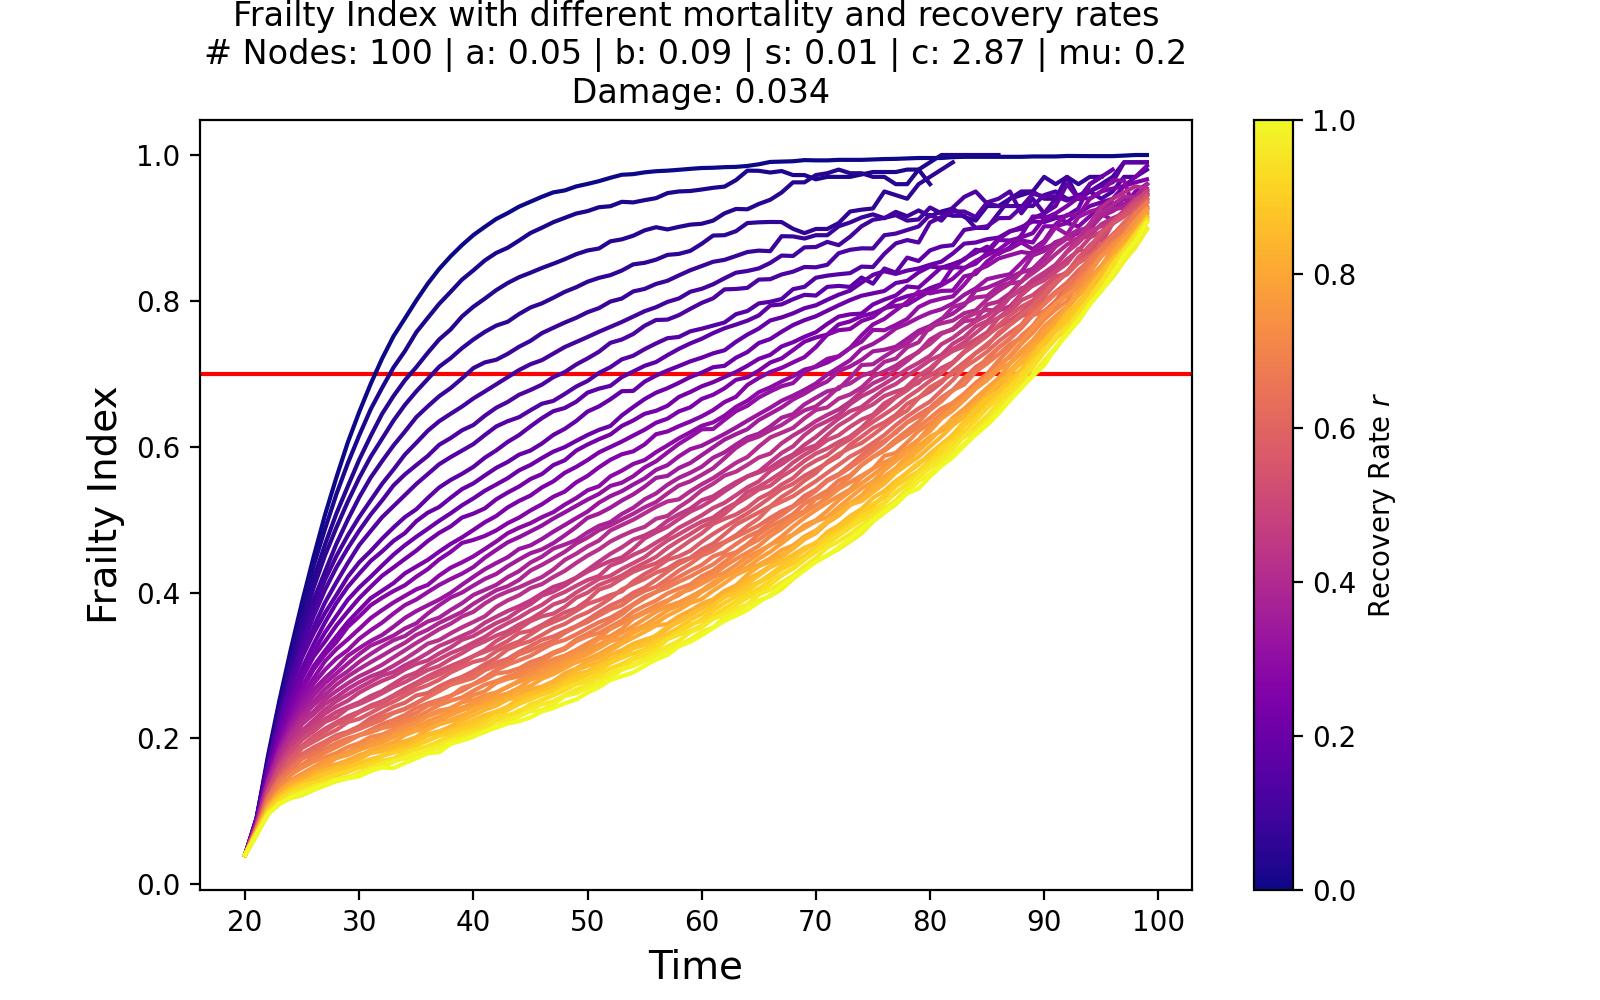 Frailty Index with different mortality and recovery rates
# Nodes: 100 | a: 0.05 | b: 0.09 | s: 0.01 | c: 2.87 | mu: 0.2
Damage: 0.034
Frailty Index
1.0
0.8
0.6
0.4
0.2
0.0
20 30 40 50 60 70 80 90 100
Time
1.0
0.8
0.6
0.4
0.2
0.0
Recovery Rate r